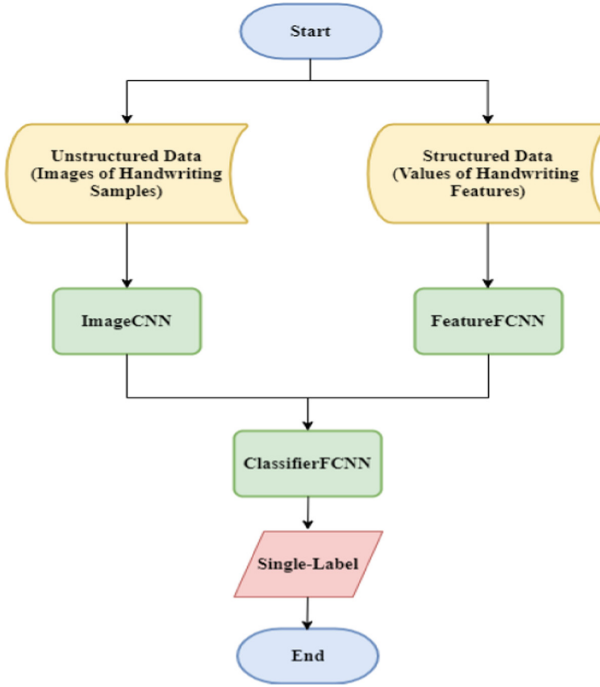 Start
Unstructured Data
(Images of Handwriting
Samples)
Structured Data
(Values of Handwriting
Features)
ImageCNN
FeatureFCNN
ClassifierFCNN
Single-Label
End